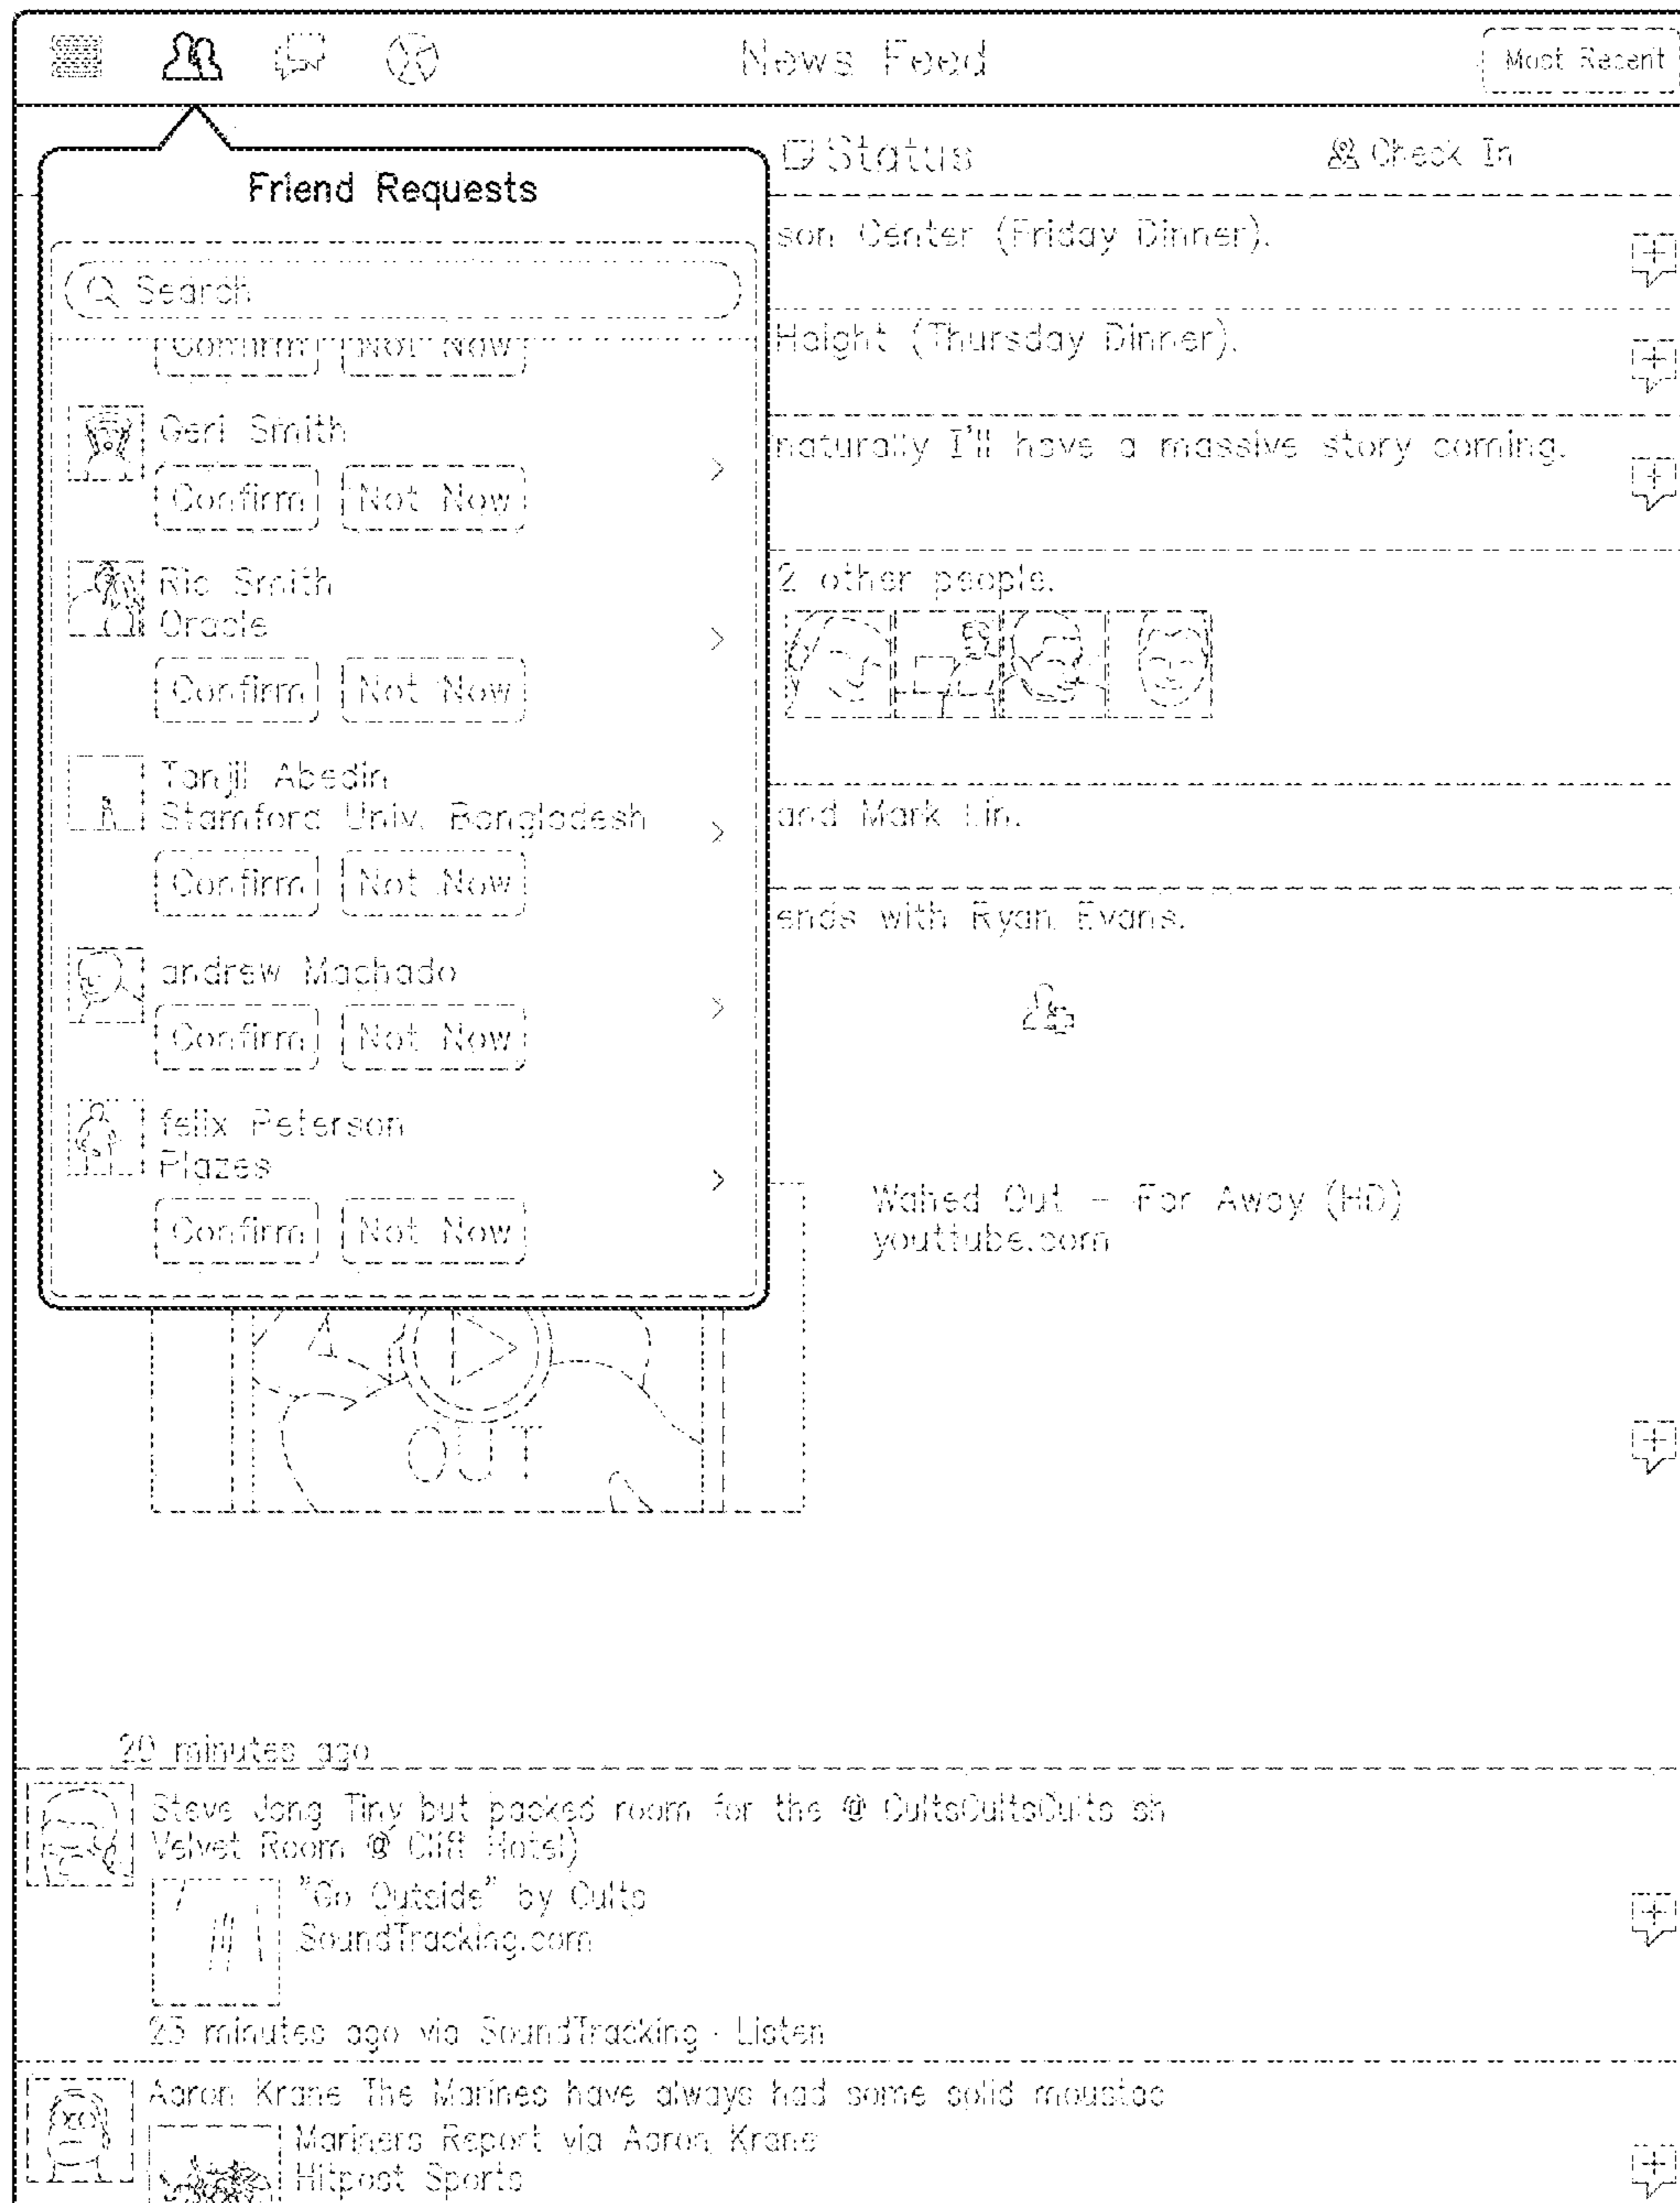 News Feed
Most Recent
Status
Check In
Friend Requests
Search
Confirm Not Now
Geri Smith
Confirm Not Now
Ric Smith
Oracle
Confirm Not Now
Tanjil Abedin
Stamford Univ. Bangladesh
Confirm Not Now
andrew Machado
Confirm Not Now
felix Peterson
Plazes
Confirm Not Now
son Center (Friday Dinner).
Haight (Thursday Dinner).
naturally I'll have a massive story coming.
2 other people.
and Mark Lin.
ends with Ryan Evans.
Wahed Out - Far Away (HD)
youttube.com
OUT
20 minutes ago
Steve Jang Tiny but packed room for the @ CultsCultsCults sh
Velvet Room @ Clift Hotel)
"Go Outside" by Cults
SoundTracking.com
23 minutes ago via SoundTracking · Listen
Aaron Krane The Marines have always had some solid moustac
Mariners Report via Aaron Krane
Hitpost Sports